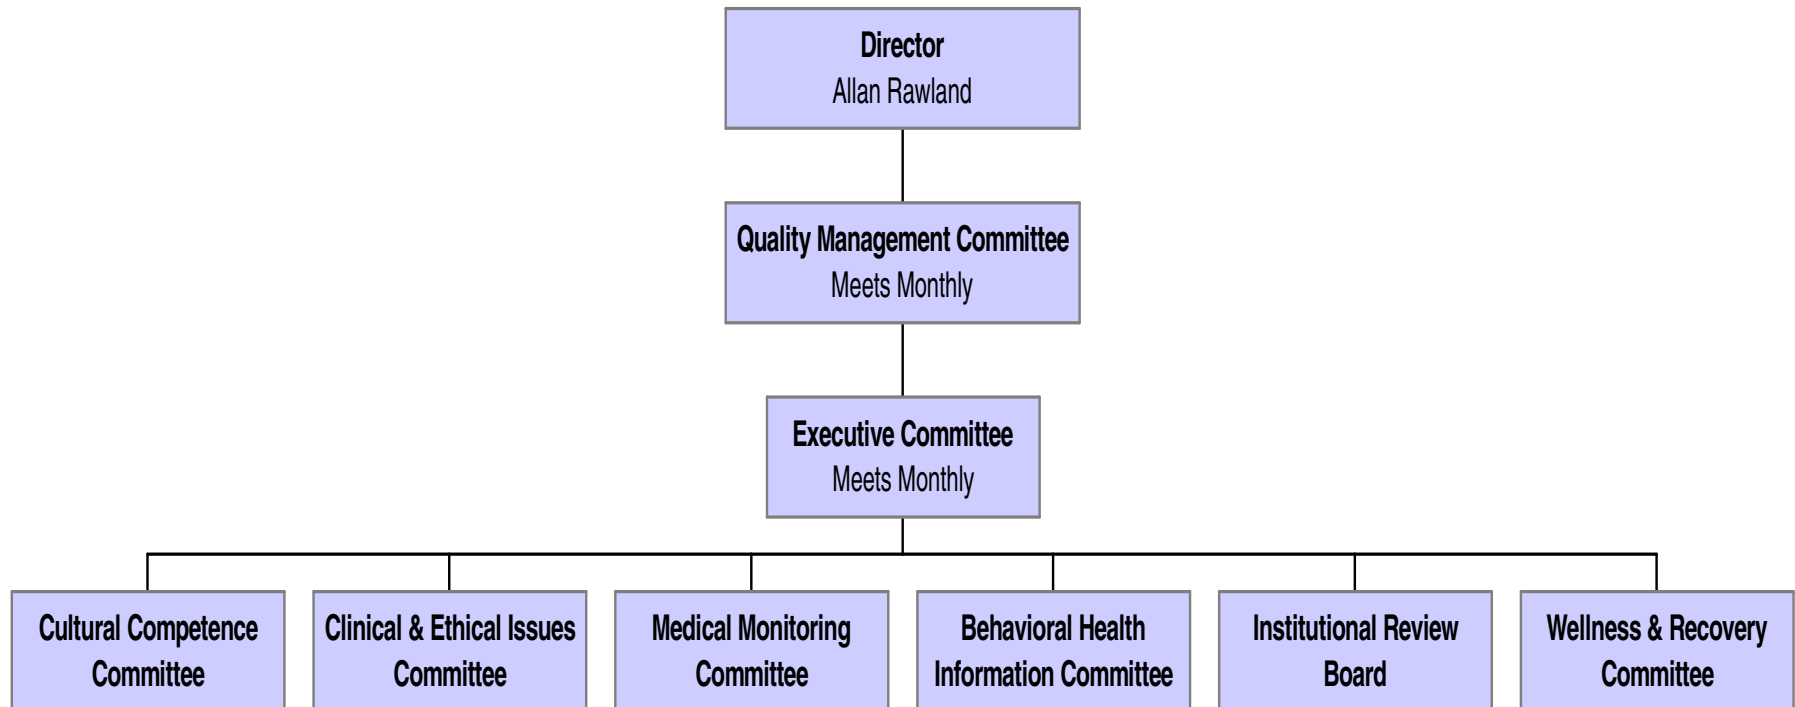 Director
Allan Rawland
Quality Management Committee
Meets Monthly
Executive Committee
Meets Monthly
Cultural Competence
Committee
Clinical & Ethical Issues
Committee
Medical Monitoring
Committee
Behavioral Health
Information Committee
Institutional Review
Board
Wellness & Recovery
Committee